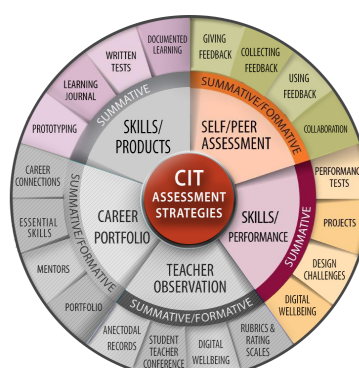 DOCUMENTED
LEARNING
WRITTEN
TESTS
LEARNING
JOURNAL
PROTOTYPING
SUMMATIVE
SKILLS/
PRODUCTS
GIVING
FEEDBACK
COLLECTING
FEEDBACK
USING
FEEDBACK
COLLABORATION
SUMMATIVE/FORMATIVE
SELF/PEER
ASSESSMENT
CIT
ASSESSMENT
STRATEGIES
PERFORMANCE
TESTS
PROJECTS
DESIGN
CHALLENGES
DIGITAL
WELLBEING
SUMMATIVE
SKILLS/
PERFORMANCE
CAREER
CONNECTIONS
ESSENTIAL
SKILLS
MENTORS
PORTFOLIO
SUMMATIVE/FORMATIVE
CAREER
PORTFOLIO
TEACHER
OBSERVATION
SUMMATIVE/FORMATIVE
ANECTODAL
RECORDS
STUDENT
TEACHER
CONFERENCE
DIGITAL
WELLBEING
RUBRICS &
RATING
SCALES